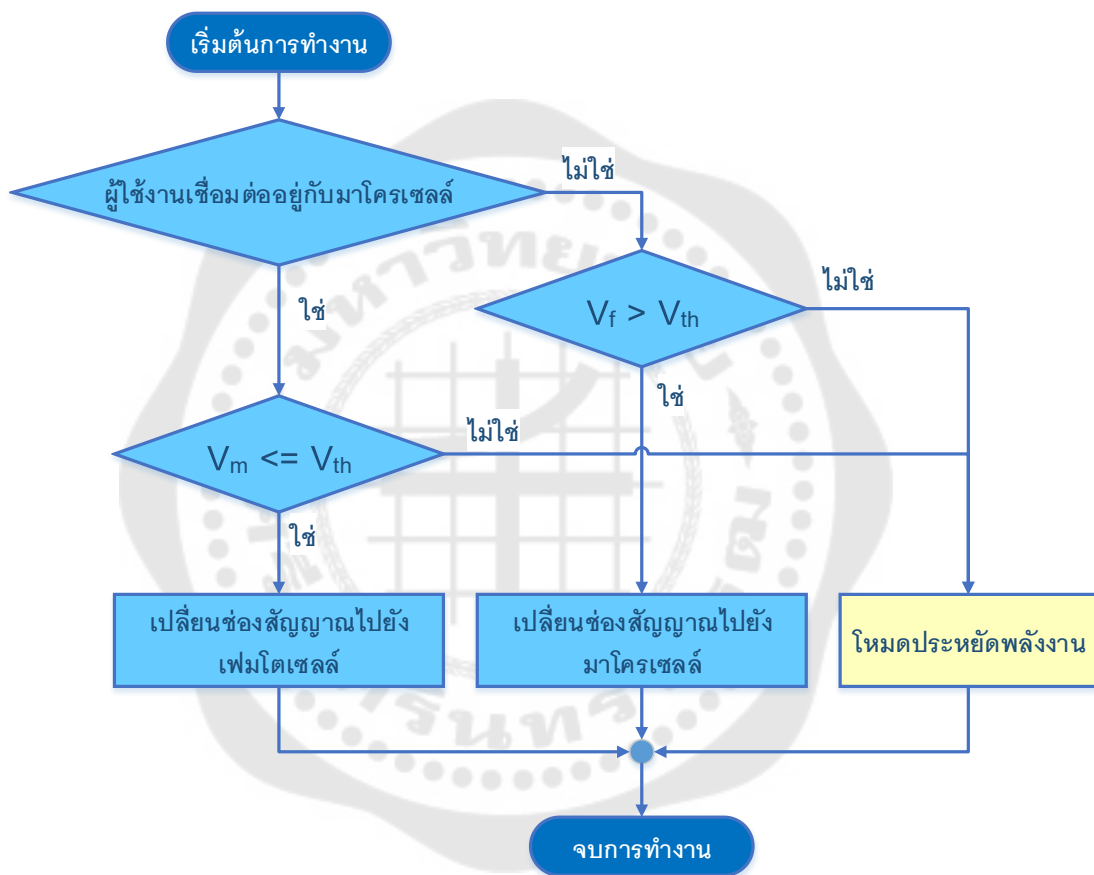 เริ่มต้นการทำงาน
ผู้ใช้งานเชื่อมต่ออยู่กับมาโครเซลล์
ไม่ใช่
ใช่
V_f > V_th
ไม่ใช่
ใช่
V_m <= V_th
ไม่ใช่
ใช่
เปลี่ยนช่องสัญญาณไปยัง
เฟมโตเซลล์
เปลี่ยนช่องสัญญาณไปยัง
มาโครเซลล์
โหมดประหยัดพลังงาน
จบการทำงาน